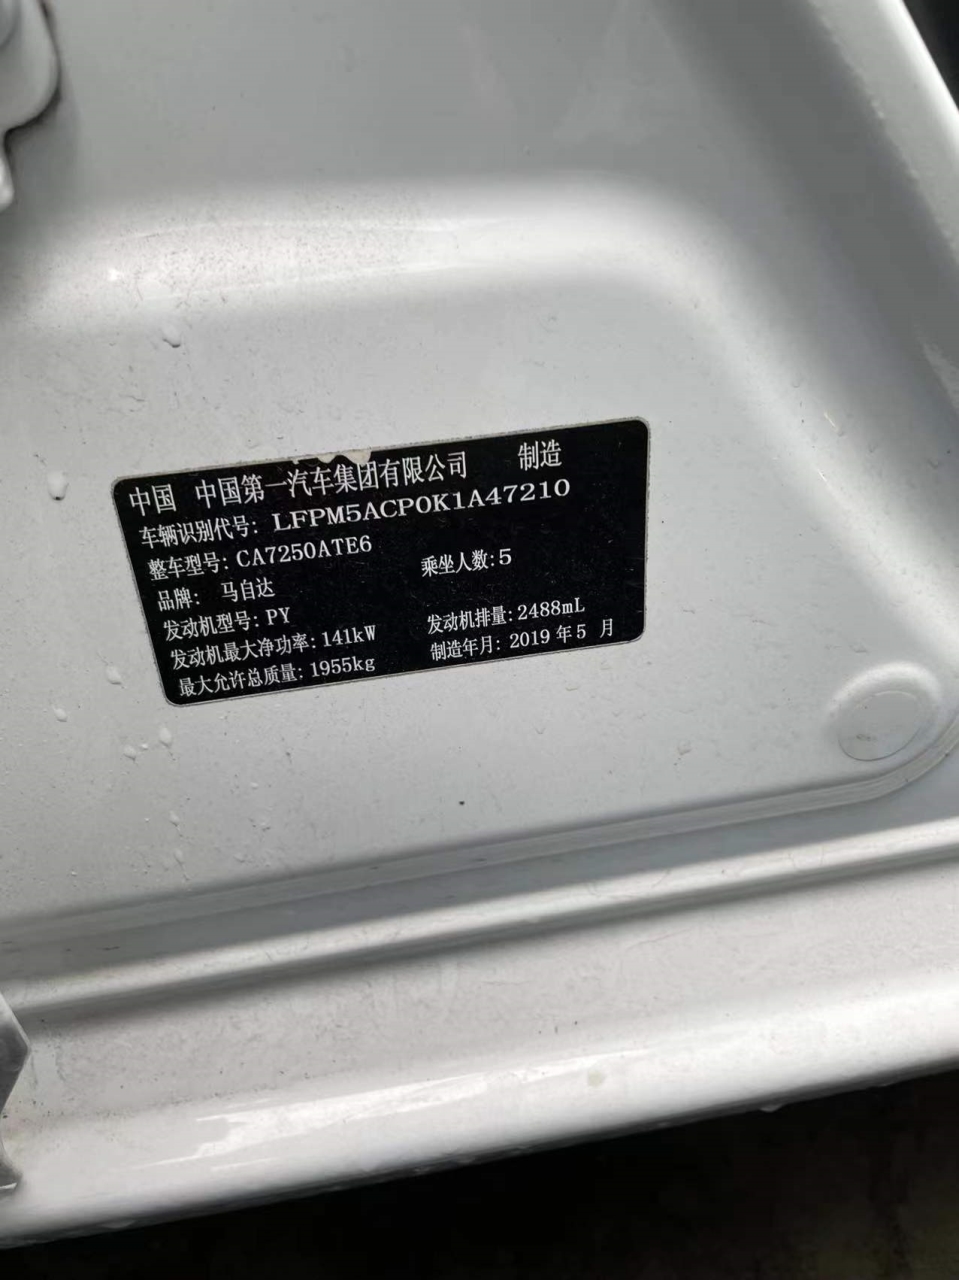 中国 中国第一汽车集团有限公司 制造
车辆识别代号: LFPM5ACP0K1A47210
整车型号: CA7250ATE6
品牌: 马自达 乘坐人数: 5
发动机型号: PY
发动机最大净功率: 141kW 发动机排量: 2488mL
最大允许总质量: 1955kg 制造年月: 2019 年 5 月